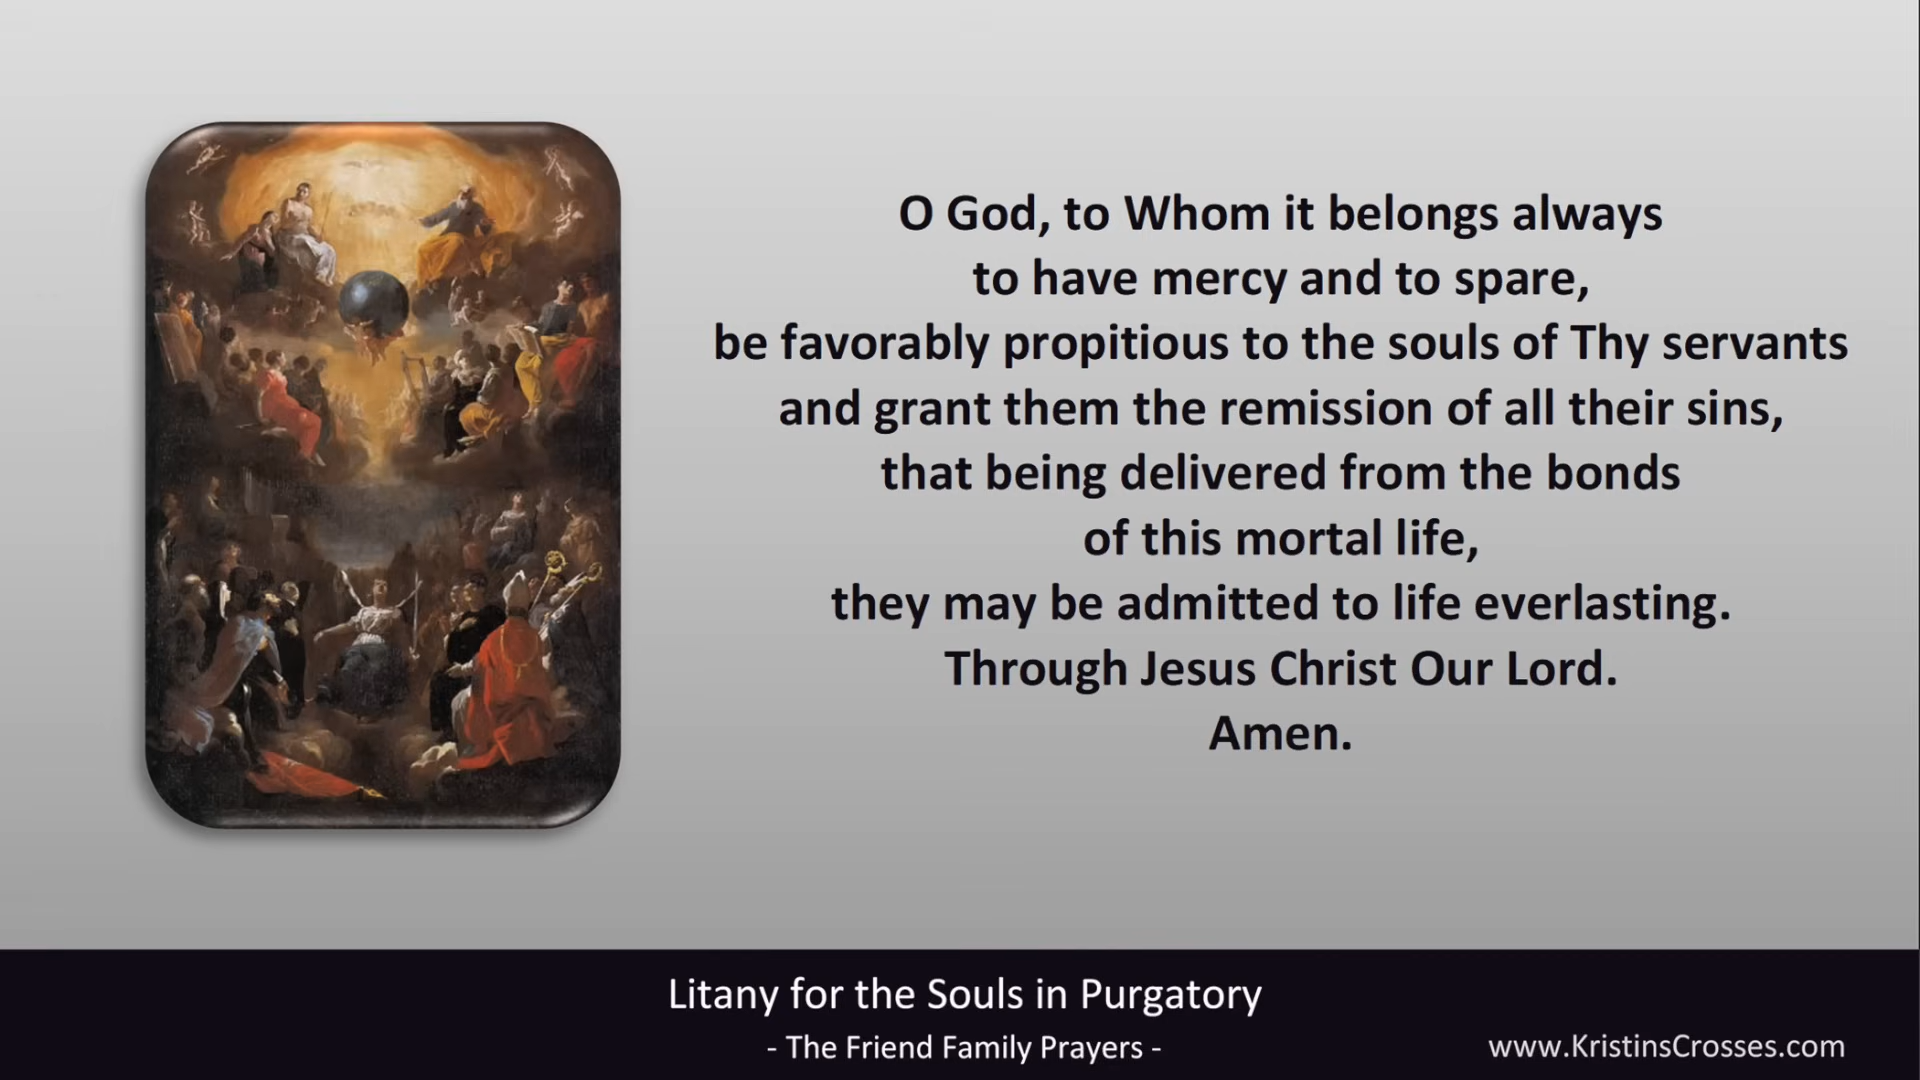 O God, to Whom it belongs always
to have mercy and to spare,
be favorably propitious to the souls of Thy servants
and grant them the remission of all their sins,
that being delivered from the bonds
of this mortal life,
they may be admitted to life everlasting.
Through Jesus Christ Our Lord.
Amen.
Litany for the Souls in Purgatory
- The Friend Family Prayers -
www.KristinsCrosses.com